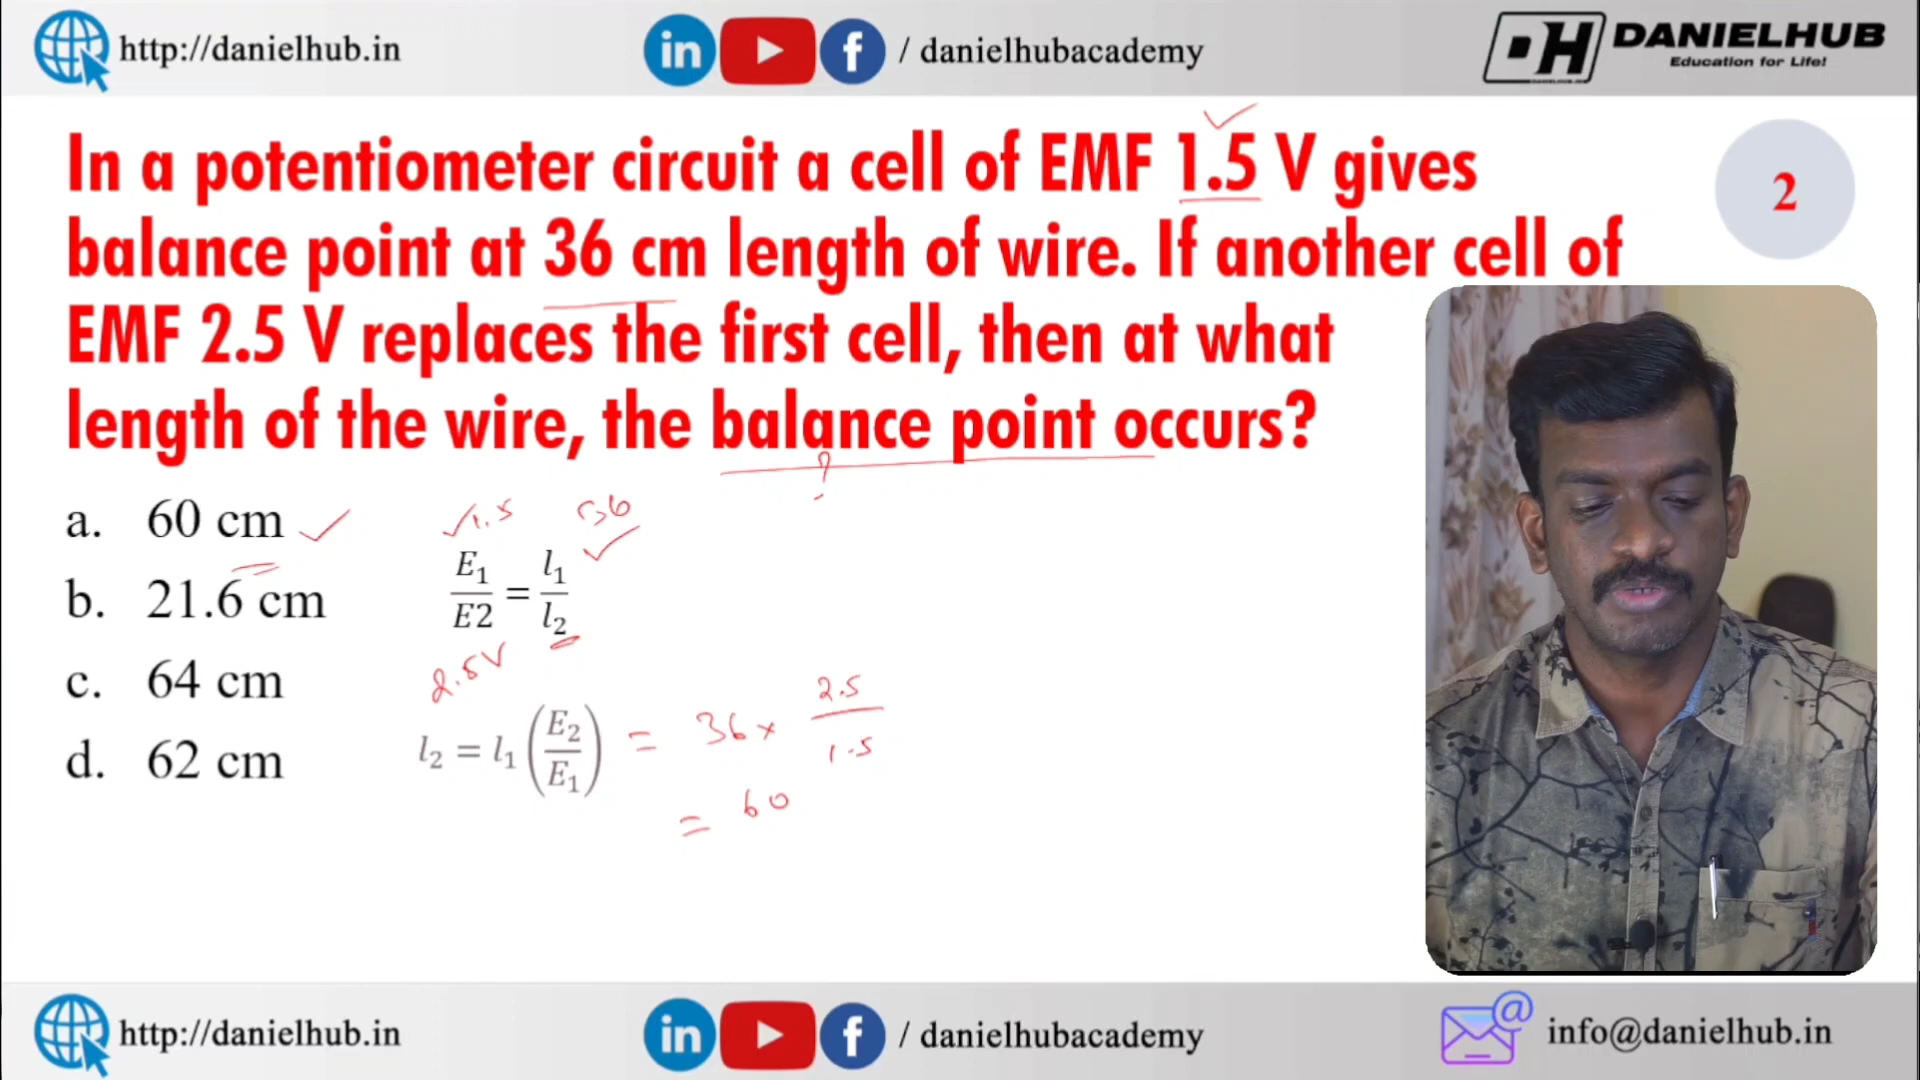 http://danielhub.in
in f / danielhubacademy
DH DANIELHUB
Education for Life!
In a potentiometer circuit a cell of EMF 1.5 V gives
balance point at 36 cm length of wire. If another cell of
EMF 2.5 V replaces the first cell, then at what
length of the wire, the balance point occurs?
2
?
a. 60 cm
b. 21.6 cm
c. 64 cm
d. 62 cm
1.5 36
E1/E2 = l1/l2
2.5V
l2 = l1 (E2/E1) = 36 × 2.5/1.5
= 60
http://danielhub.in
in f / danielhubacademy
@ info@danielhub.in